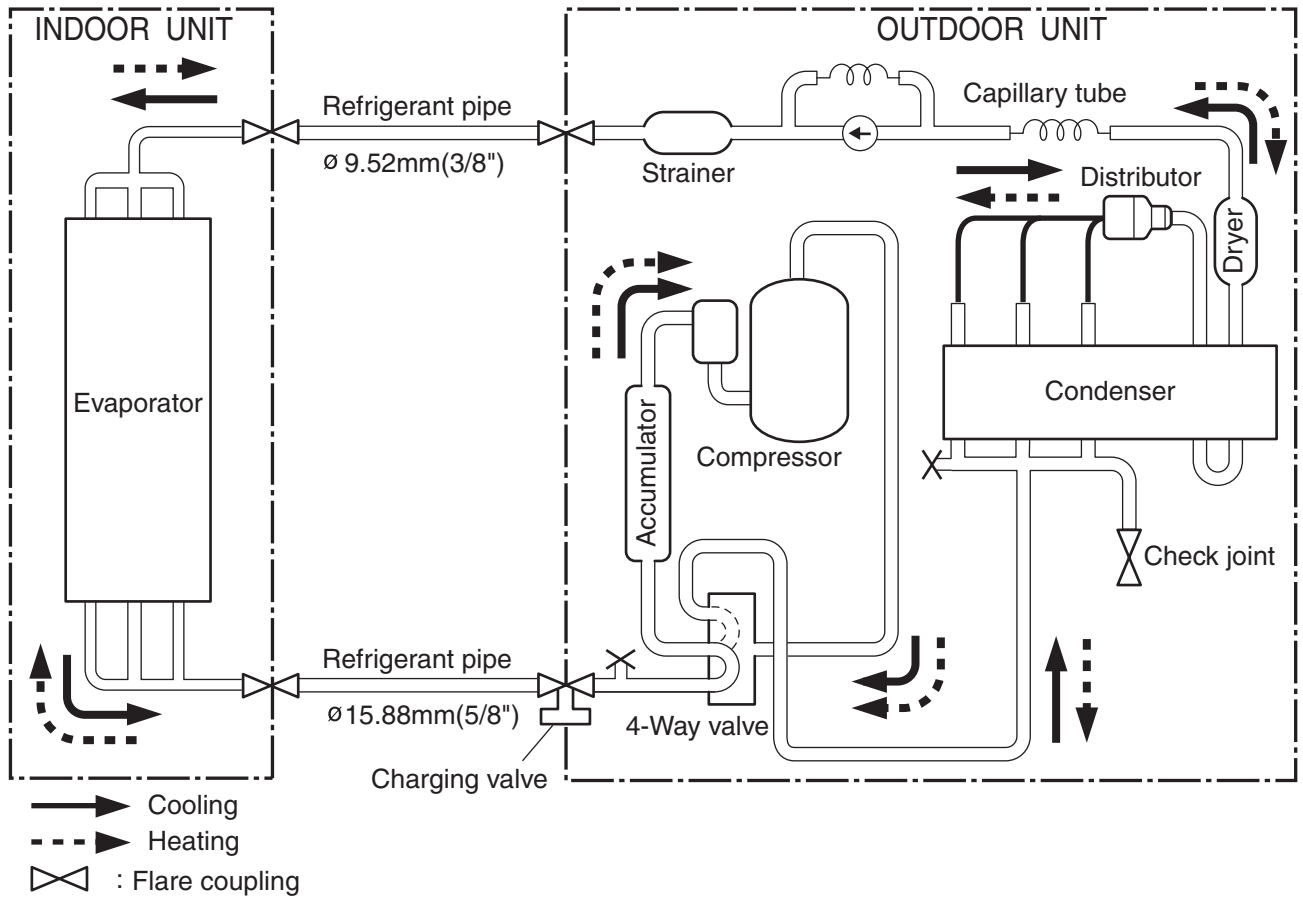 INDOOR UNIT
OUTDOOR UNIT
Refrigerant pipe
ø 9.52mm(3/8")
Strainer
Capillary tube
Distributor
Dryer
Evaporator
Accumulator
Compressor
Condenser
Check joint
Refrigerant pipe
ø15.88mm(5/8")
4-Way valve
Charging valve
Cooling
Heating
: Flare coupling